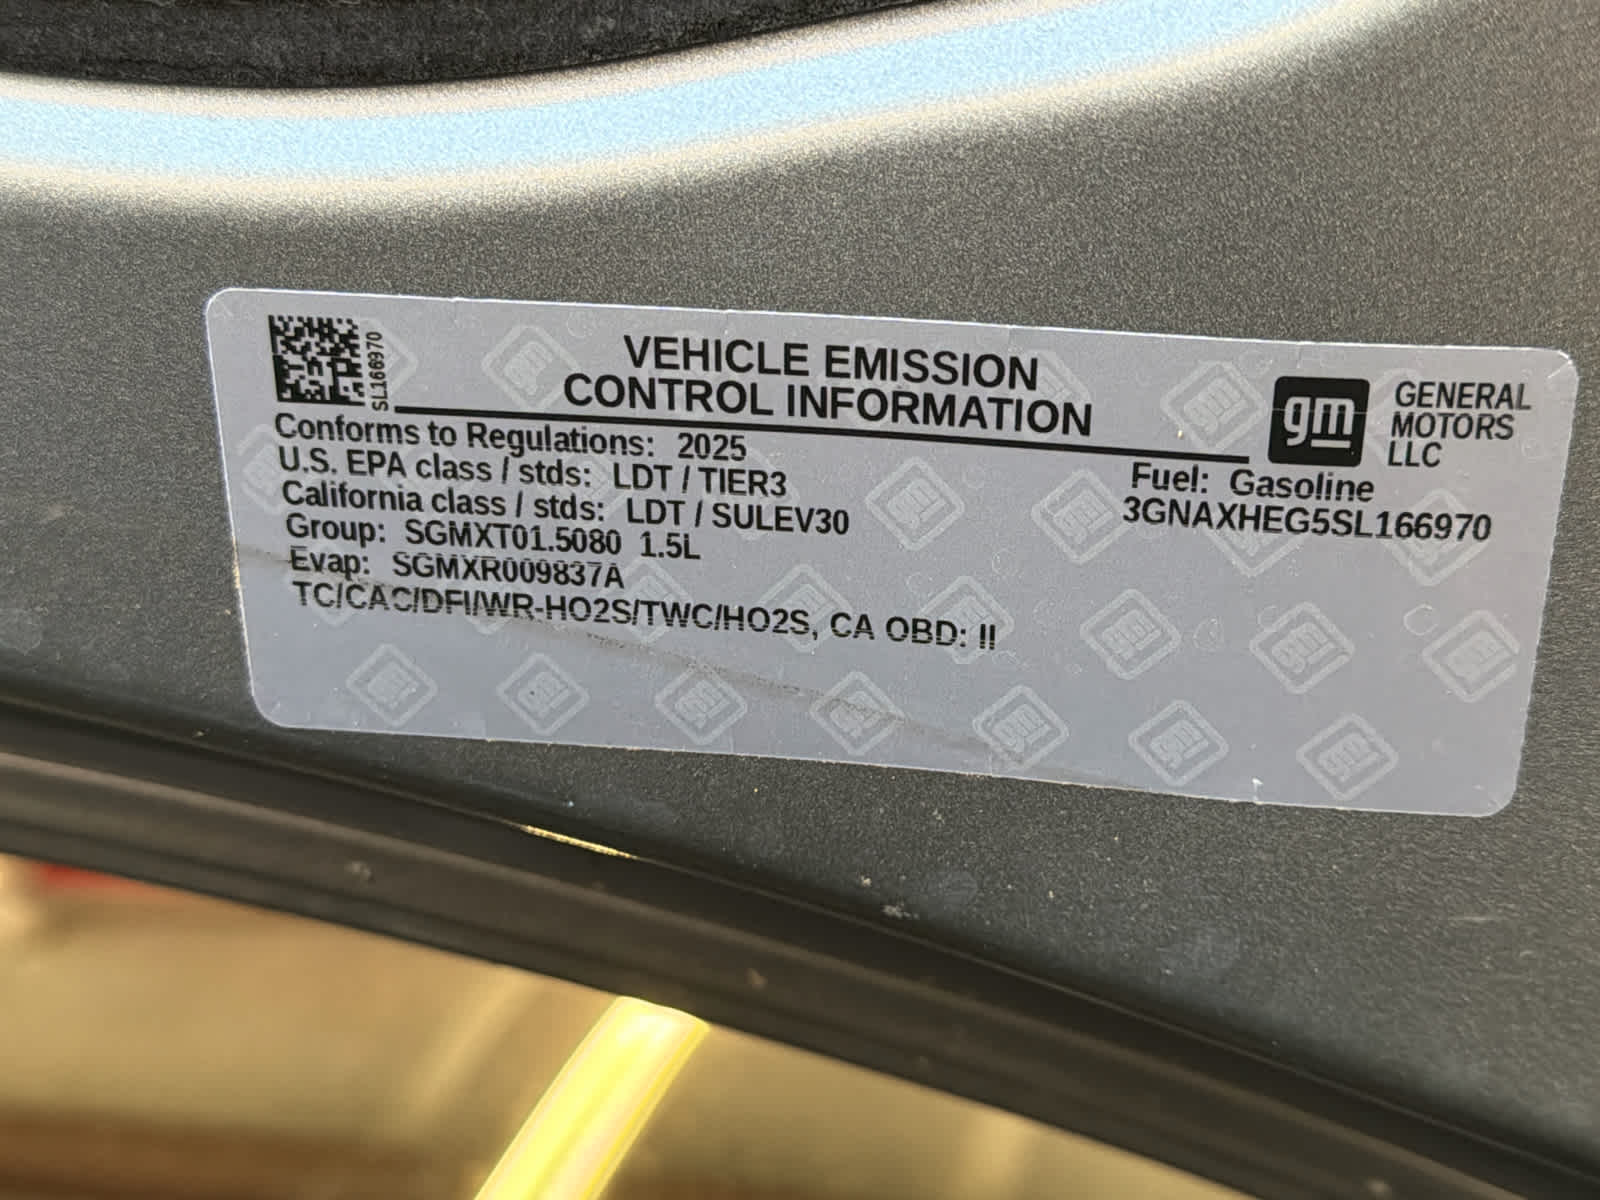 SL166970
VEHICLE EMISSION
CONTROL INFORMATION
gm
GENERAL
MOTORS
LLC
Conforms to Regulations: 2025
U.S. EPA class / stds: LDT / TIER3
California class / stds: LDT / SULEV30
Group: SGMXT01.5080 1.5L
Evap: SGMXR009837A
TC/CAC/DFI/WR-HO2S/TWC/HO2S, CA OBD: II
Fuel: Gasoline
3GNAXHEG5SL166970